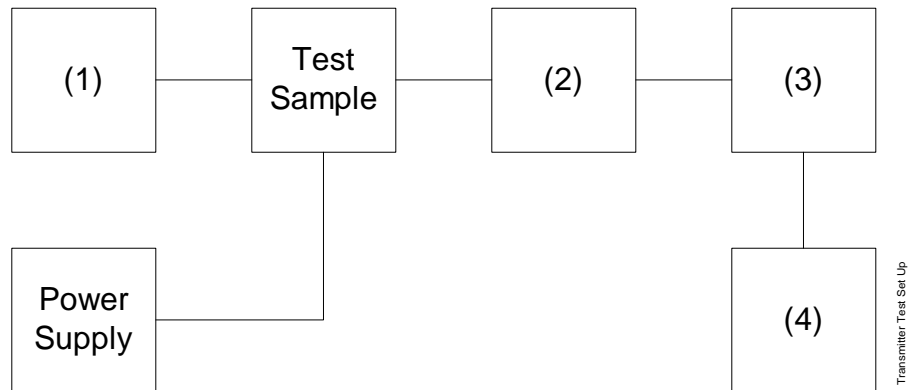 (1)
Test
Sample
(2)
(3)
Power
Supply
(4)
Transmitter Test Set Up